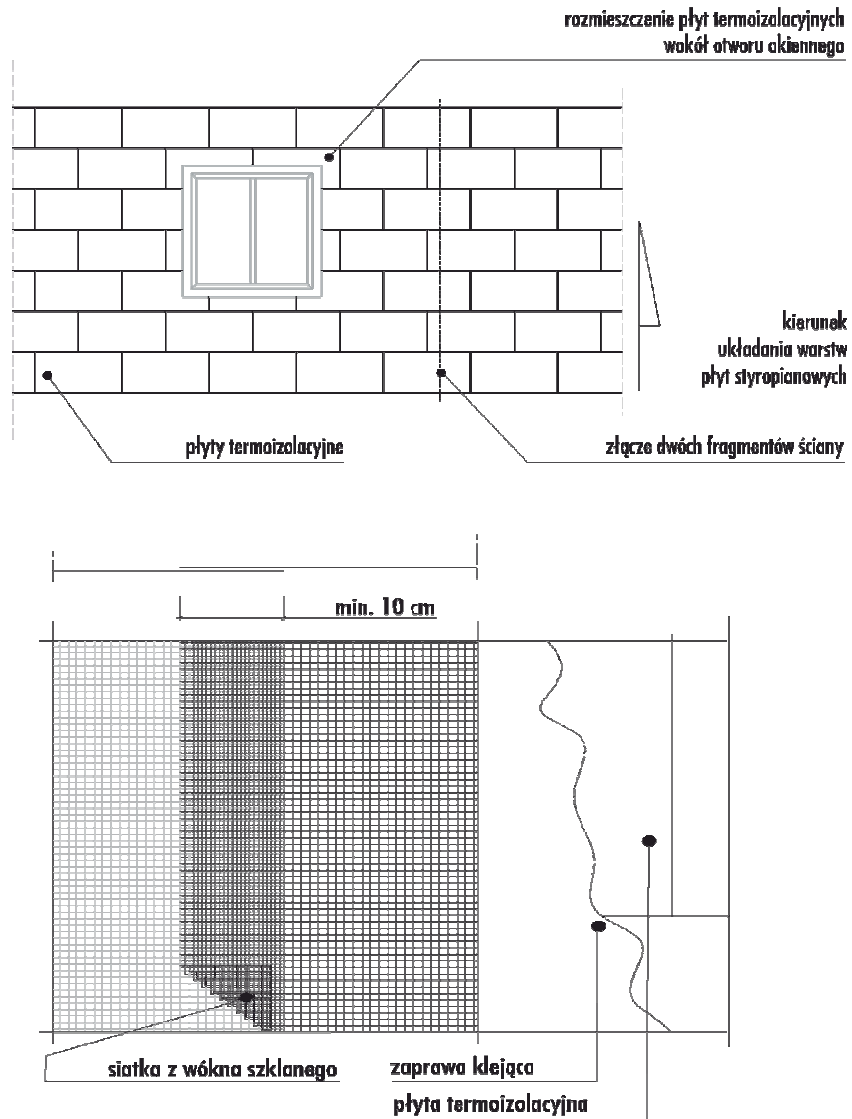 rozmieszczenie płyt termoizolacyjnych
wokół otworu okiennego
kierunek
układania warstw
płyt styropianowych
płyty termoizolacyjne
złącze dwóch fragmentów ściany
min. 10 cm
siatka z wókna szklanego
zaprawa klejąca
płyta termoizolacyjna